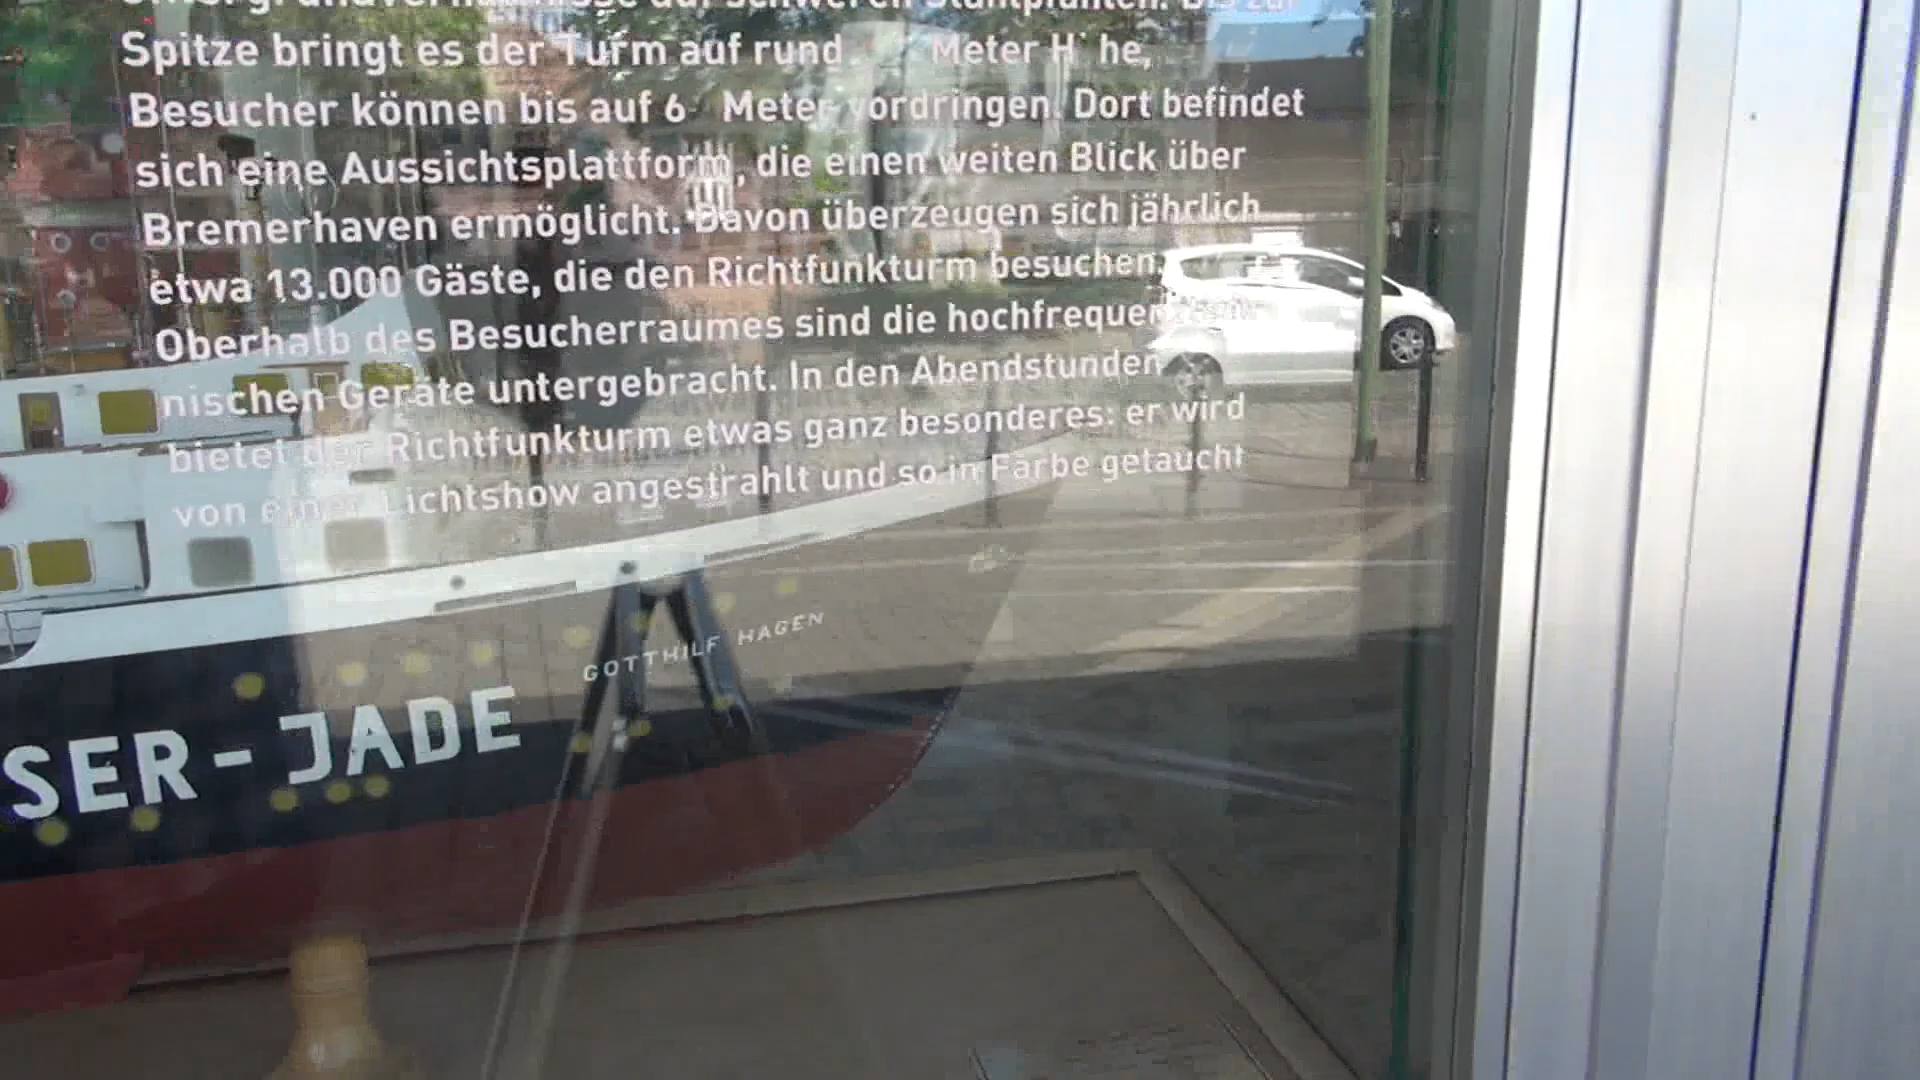 Spitze bringt es der Turm auf rund Meter H he,
Besucher können bis auf 6 Meter vordringen. Dort befindet
sich eine Aussichtsplattform, die einen weiten Blick über
Bremerhaven ermöglicht. Davon überzeugen sich jährlich
etwa 13.000 Gäste, die den Richtfunkturm besuchen.
Oberhalb des Besucherraumes sind die
nischen Geräte untergebracht. In den Abendstunden
bietet der Richtfunkturm etwas ganz besonderes: er wird
von einer Lichtshow angestrahlt und so in Farbe getaucht
GOTTHILF HAGEN
SER-JADE